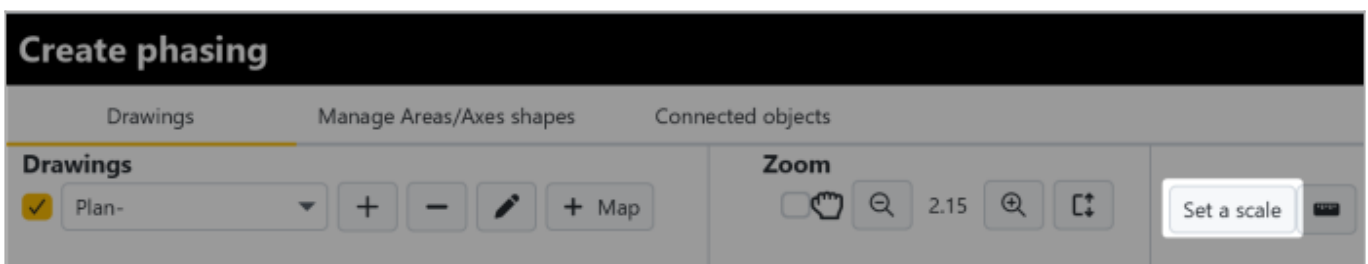 Create phasing
Drawings Manage Areas/Axes shapes Connected objects
Drawings Zoom
Plan- + Map 2.15 Set a scale